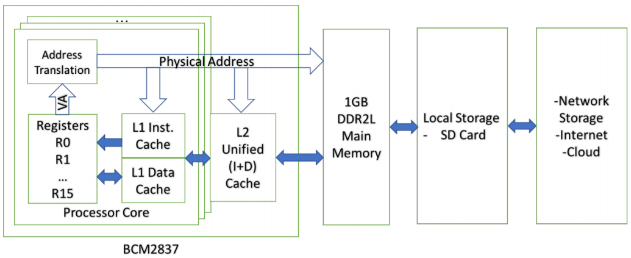 ...
Address
Translation
Physical Address
VA
Registers
R0
R1
...
R15
L1 Inst.
Cache
L1 Data
Cache
Processor Core
L2
Unified
(I+D)
Cache
BCM2837
1GB
DDR2L
Main
Memory
Local Storage
- SD Card
-Network
Storage
-Internet
-Cloud